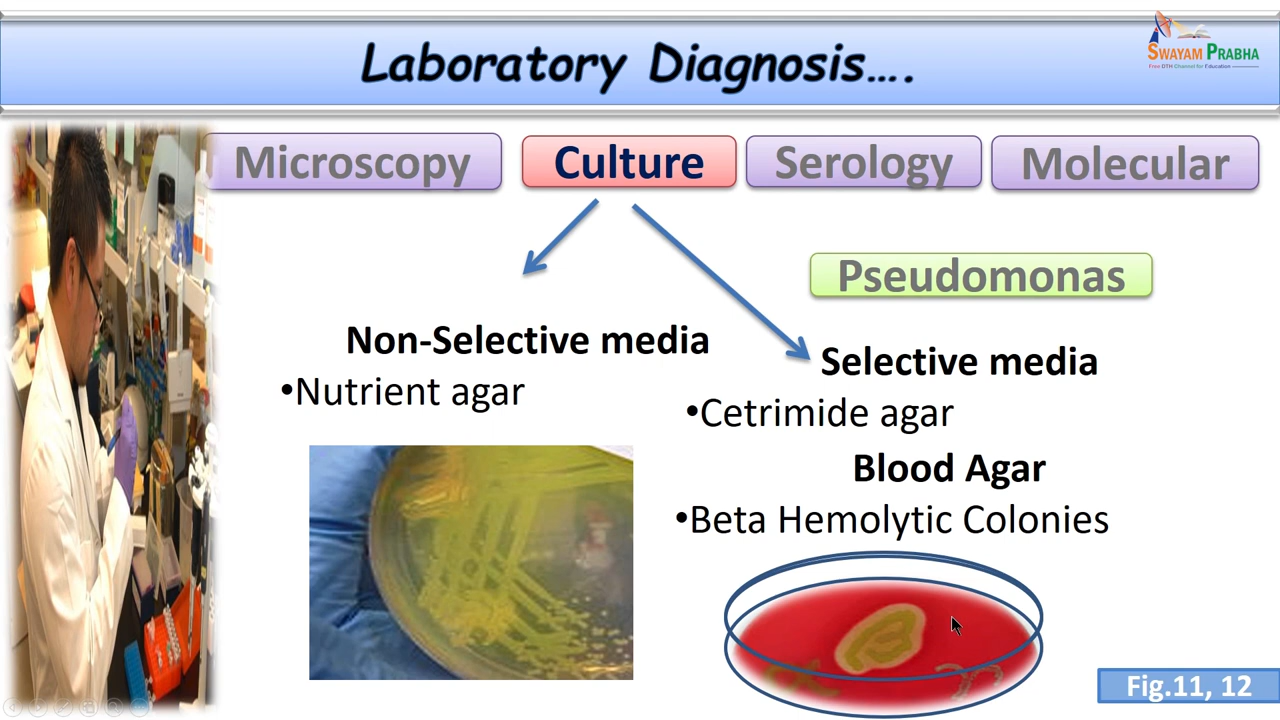 Laboratory Diagnosis….
SWAYAM PRABHA
Free DTH Channel for Education
Microscopy
Culture
Serology
Molecular
Pseudomonas
Non-Selective media
•Nutrient agar
Selective media
•Cetrimide agar
Blood Agar
•Beta Hemolytic Colonies
Fig.11, 12